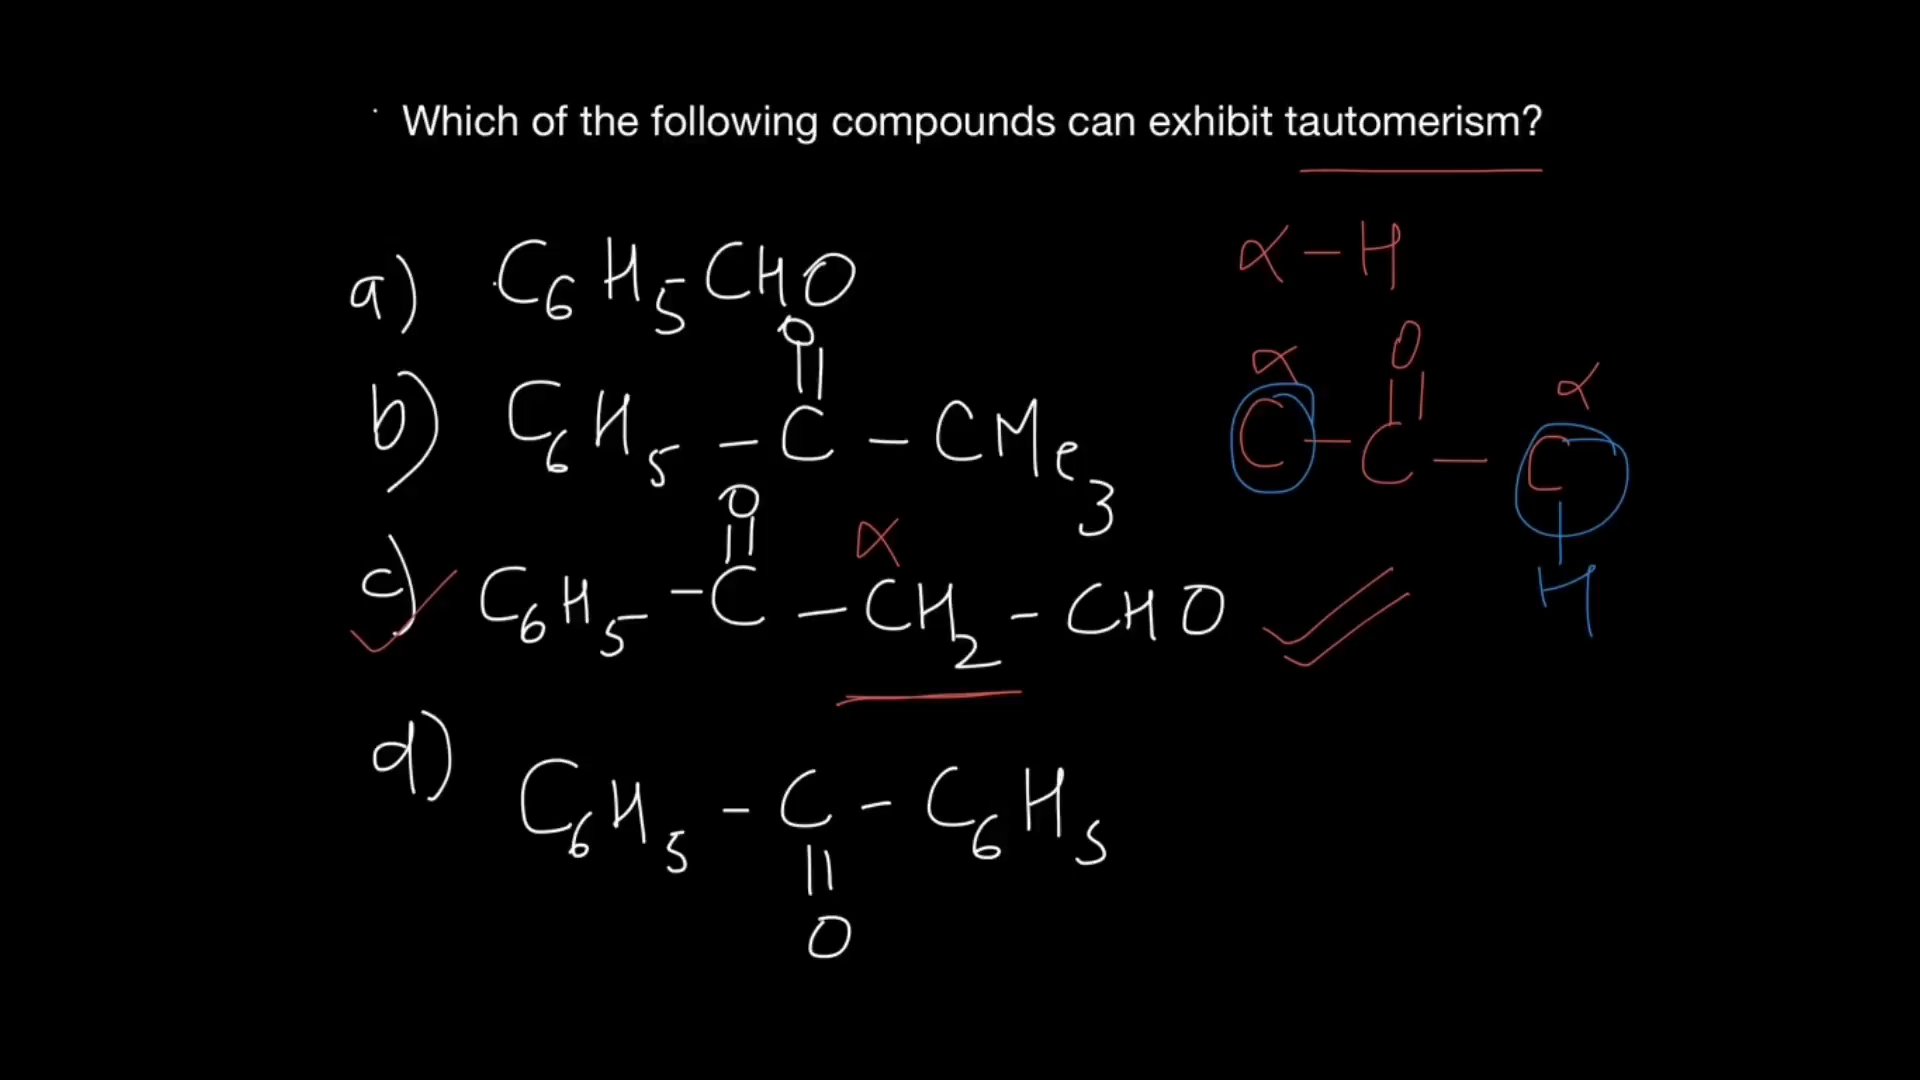 Which of the following compounds can exhibit tautomerism?
α – H
a) C6H5CHO
O
α O α
b) C6H5 – C – CMe3
C – C – C
H
O α
c) C6H5 – C – CH2 – CHO
d) C6H5 – C – C6H5
O